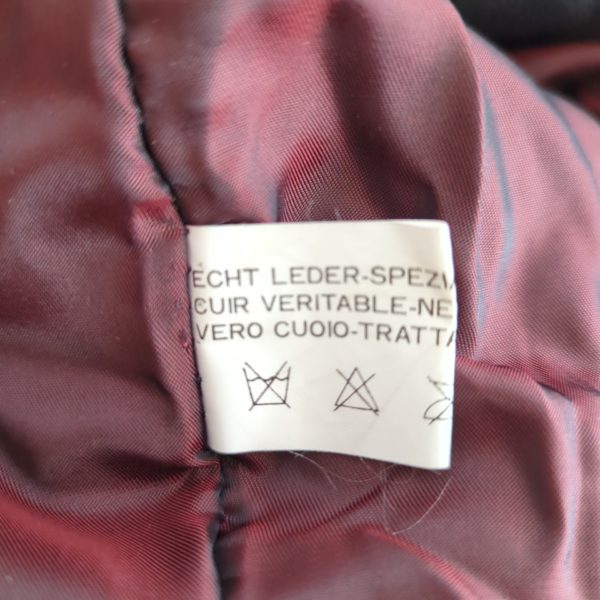 ECHT LEDER-SPEZI
CUIR VERITABLE-NE
VERO CUOIO-TRATTA